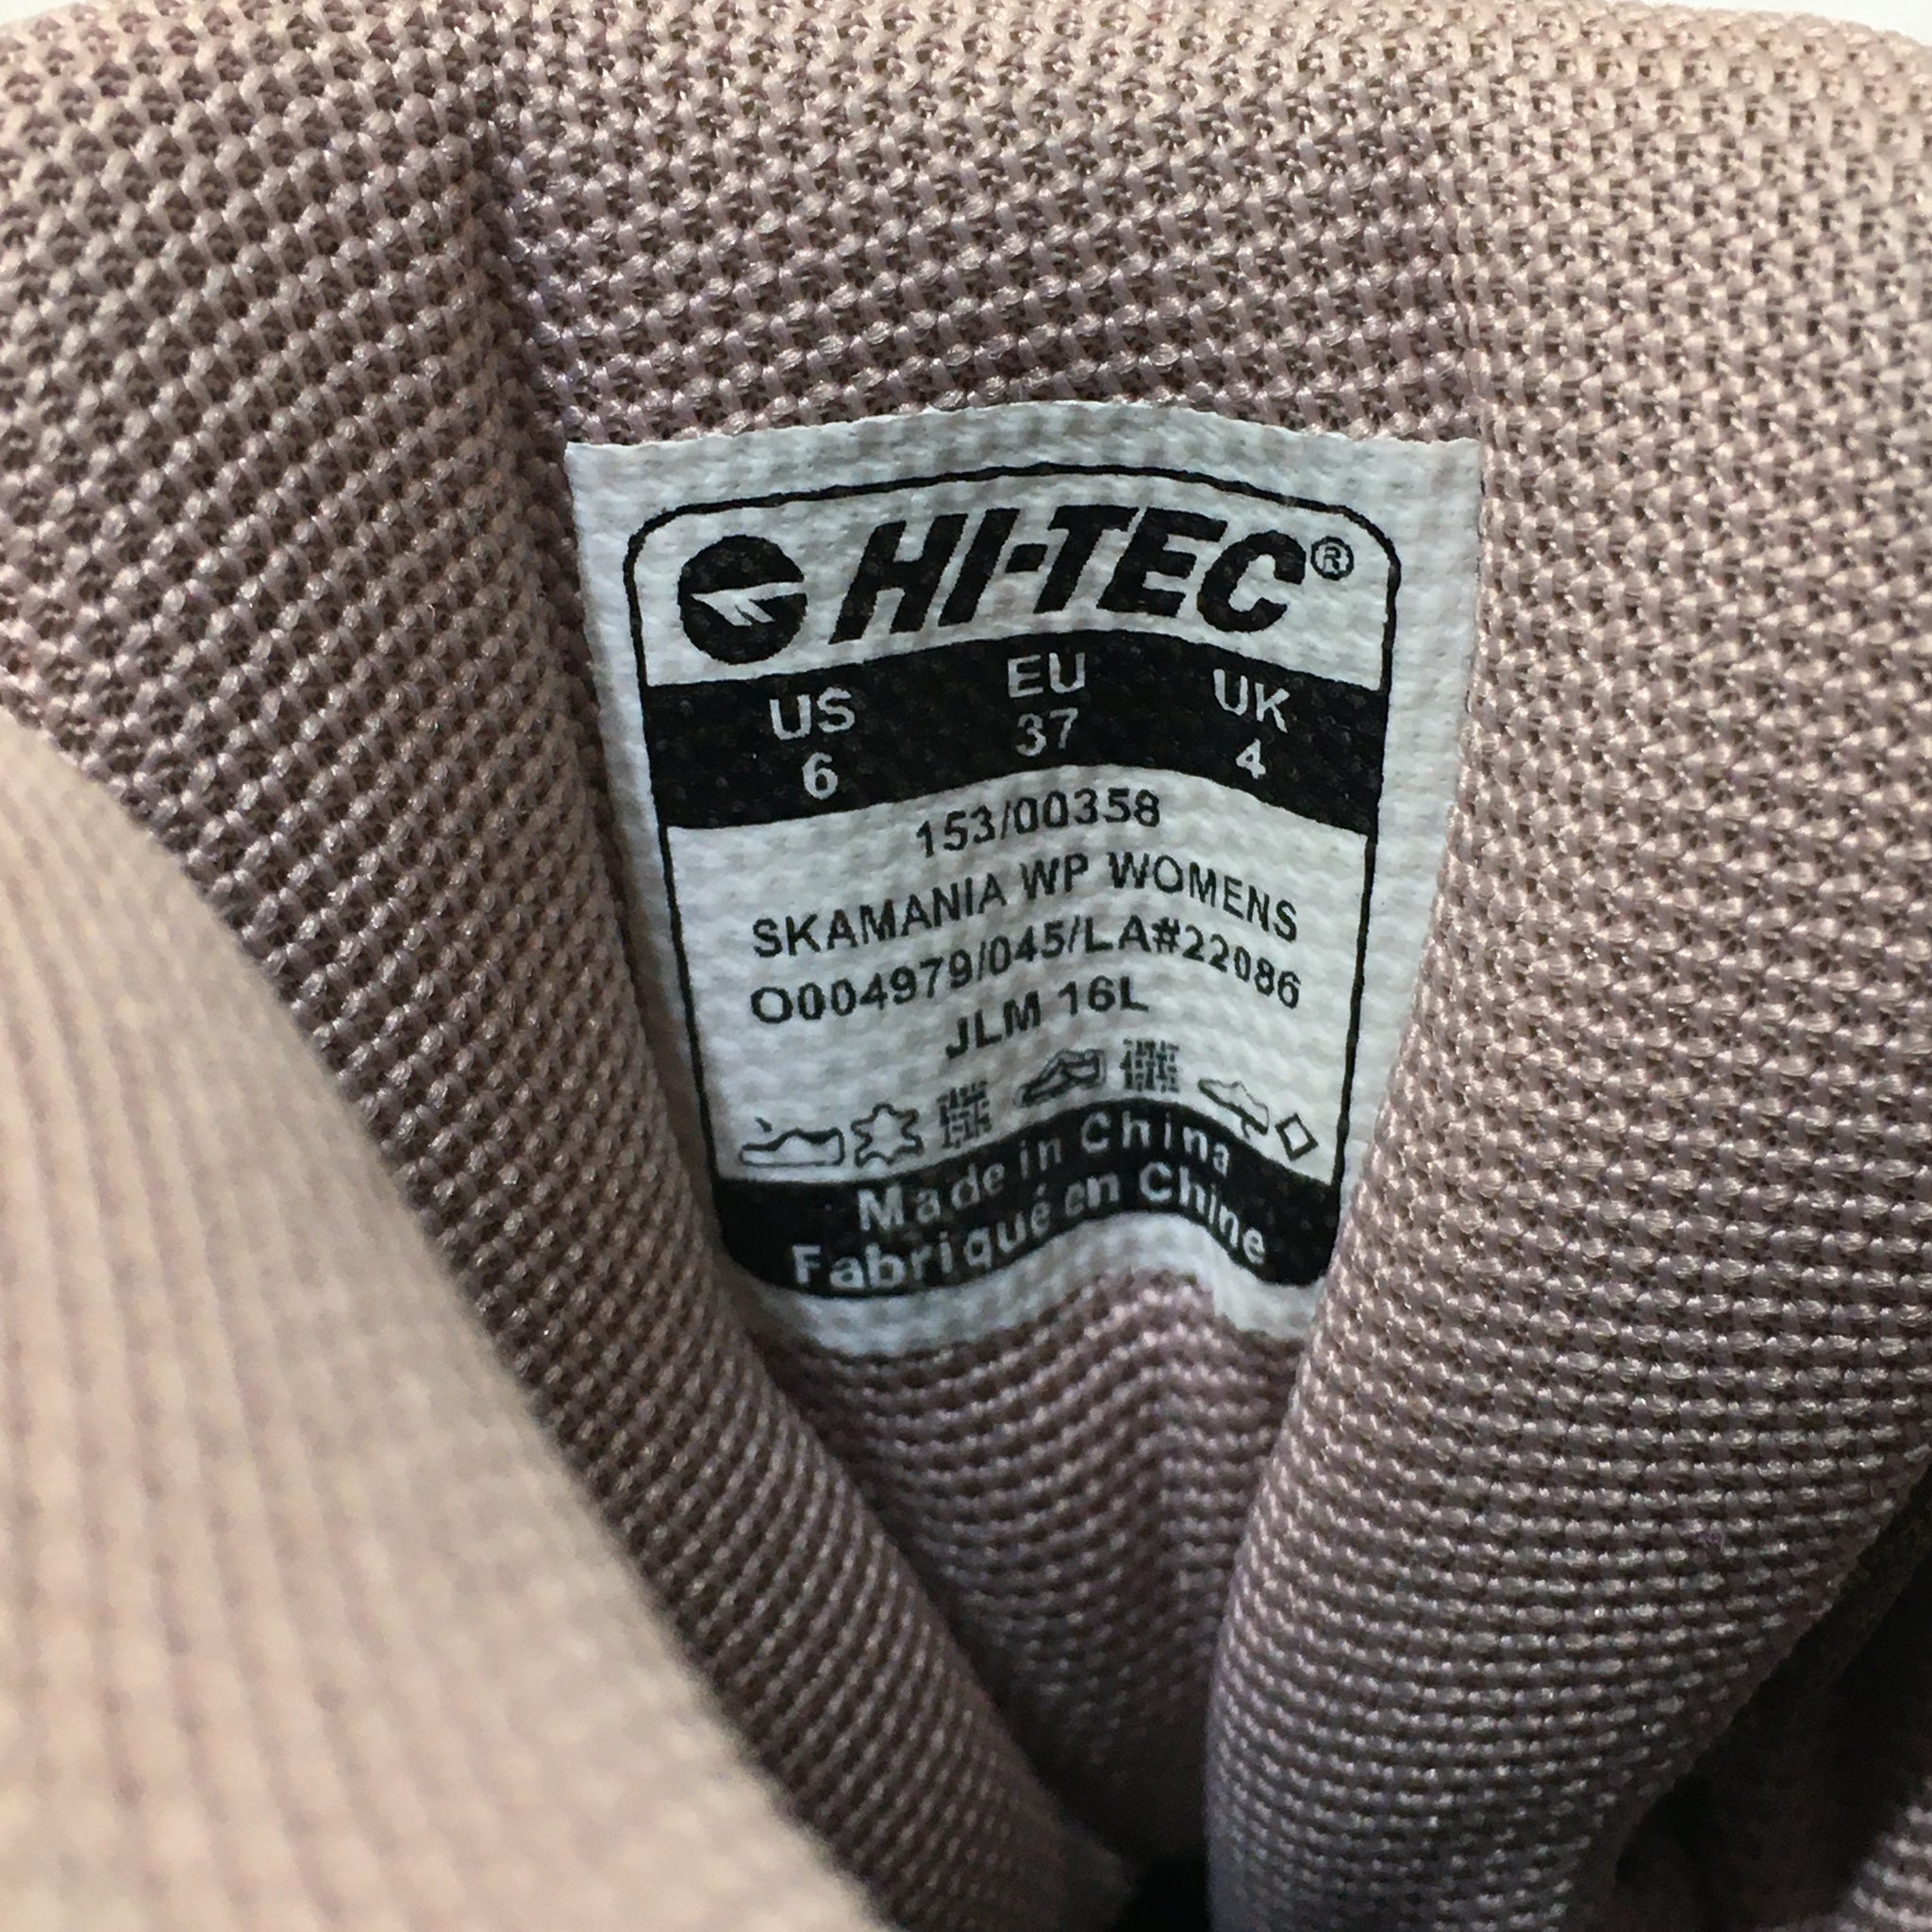 HI-TEC®
US EU UK
6 37 4
153/00358
SKAMANIA WP WOMENS
O004979/045/LA#22086
JLM 16L
Made in China
Fabriqué en Chine